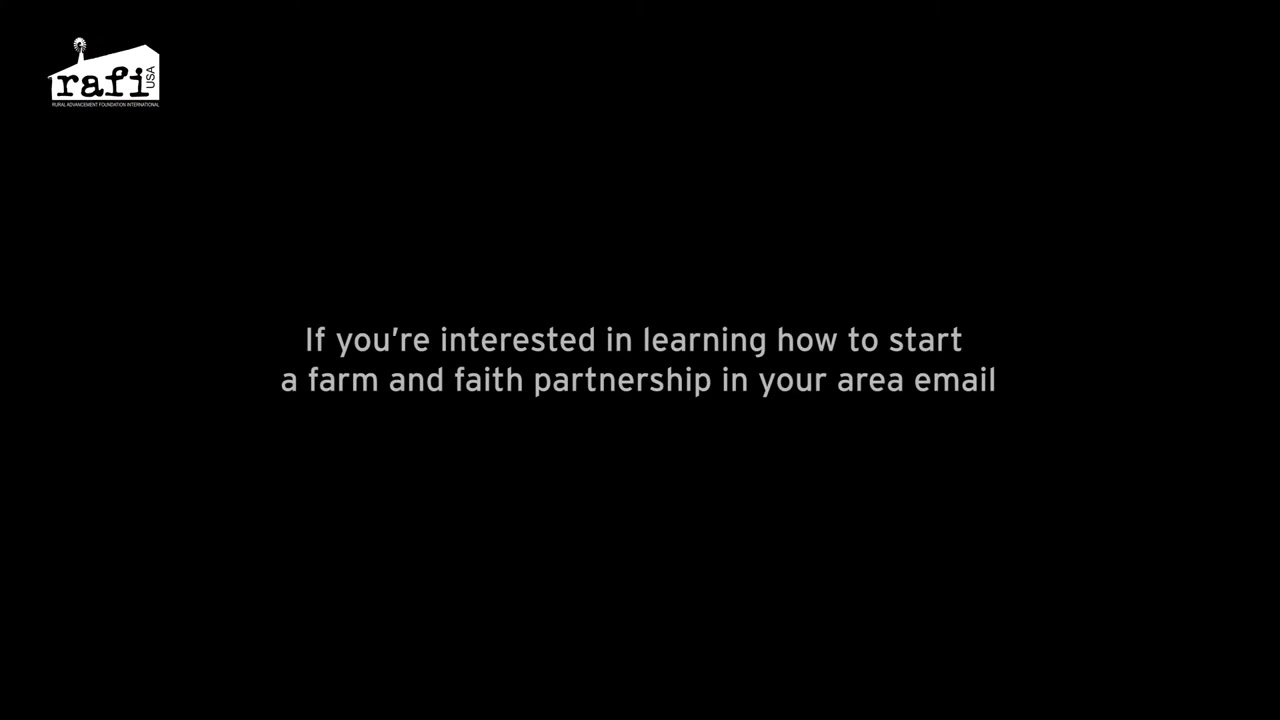 rafi
USA
RURAL ADVANCEMENT FOUNDATION INTERNATIONAL
If you're interested in learning how to start
a farm and faith partnership in your area email